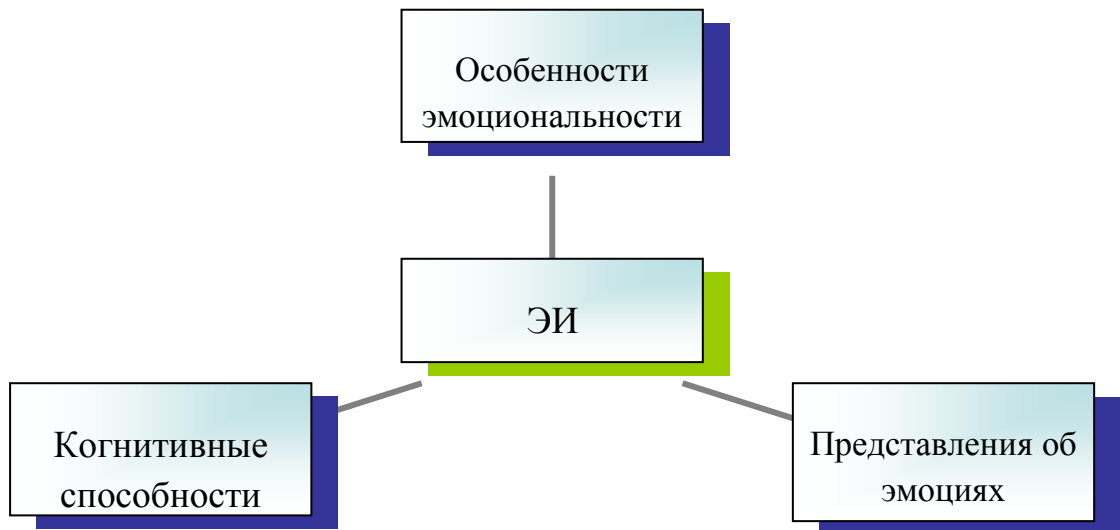 Особенности
эмоциональности
ЭИ
Когнитивные
способности
Представления об
эмоциях